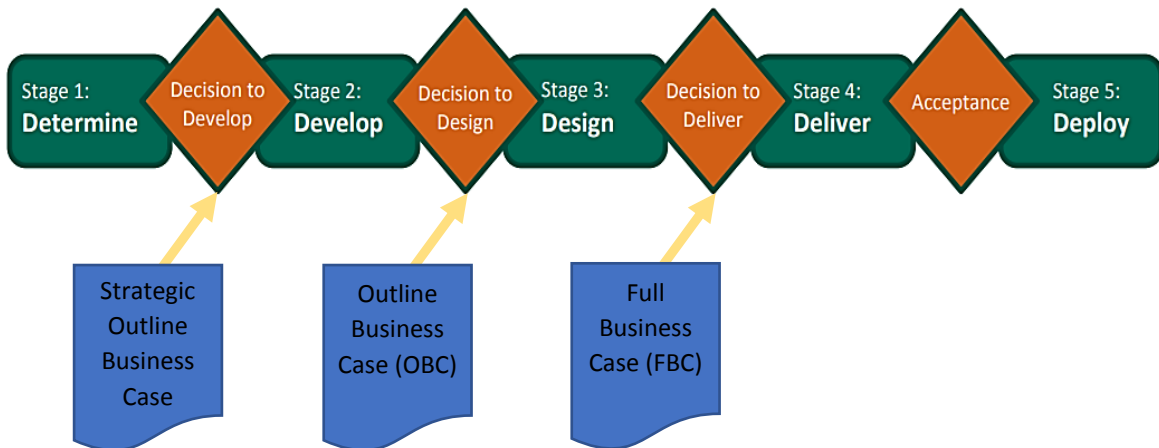 Stage 1:
Determine
Decision to
Develop
Stage 2:
Develop
Decision to
Design
Stage 3:
Design
Decision to
Deliver
Stage 4:
Deliver
Acceptance
Stage 5:
Deploy
Strategic
Outline
Business
Case
Outline
Business
Case (OBC)
Full
Business
Case (FBC)